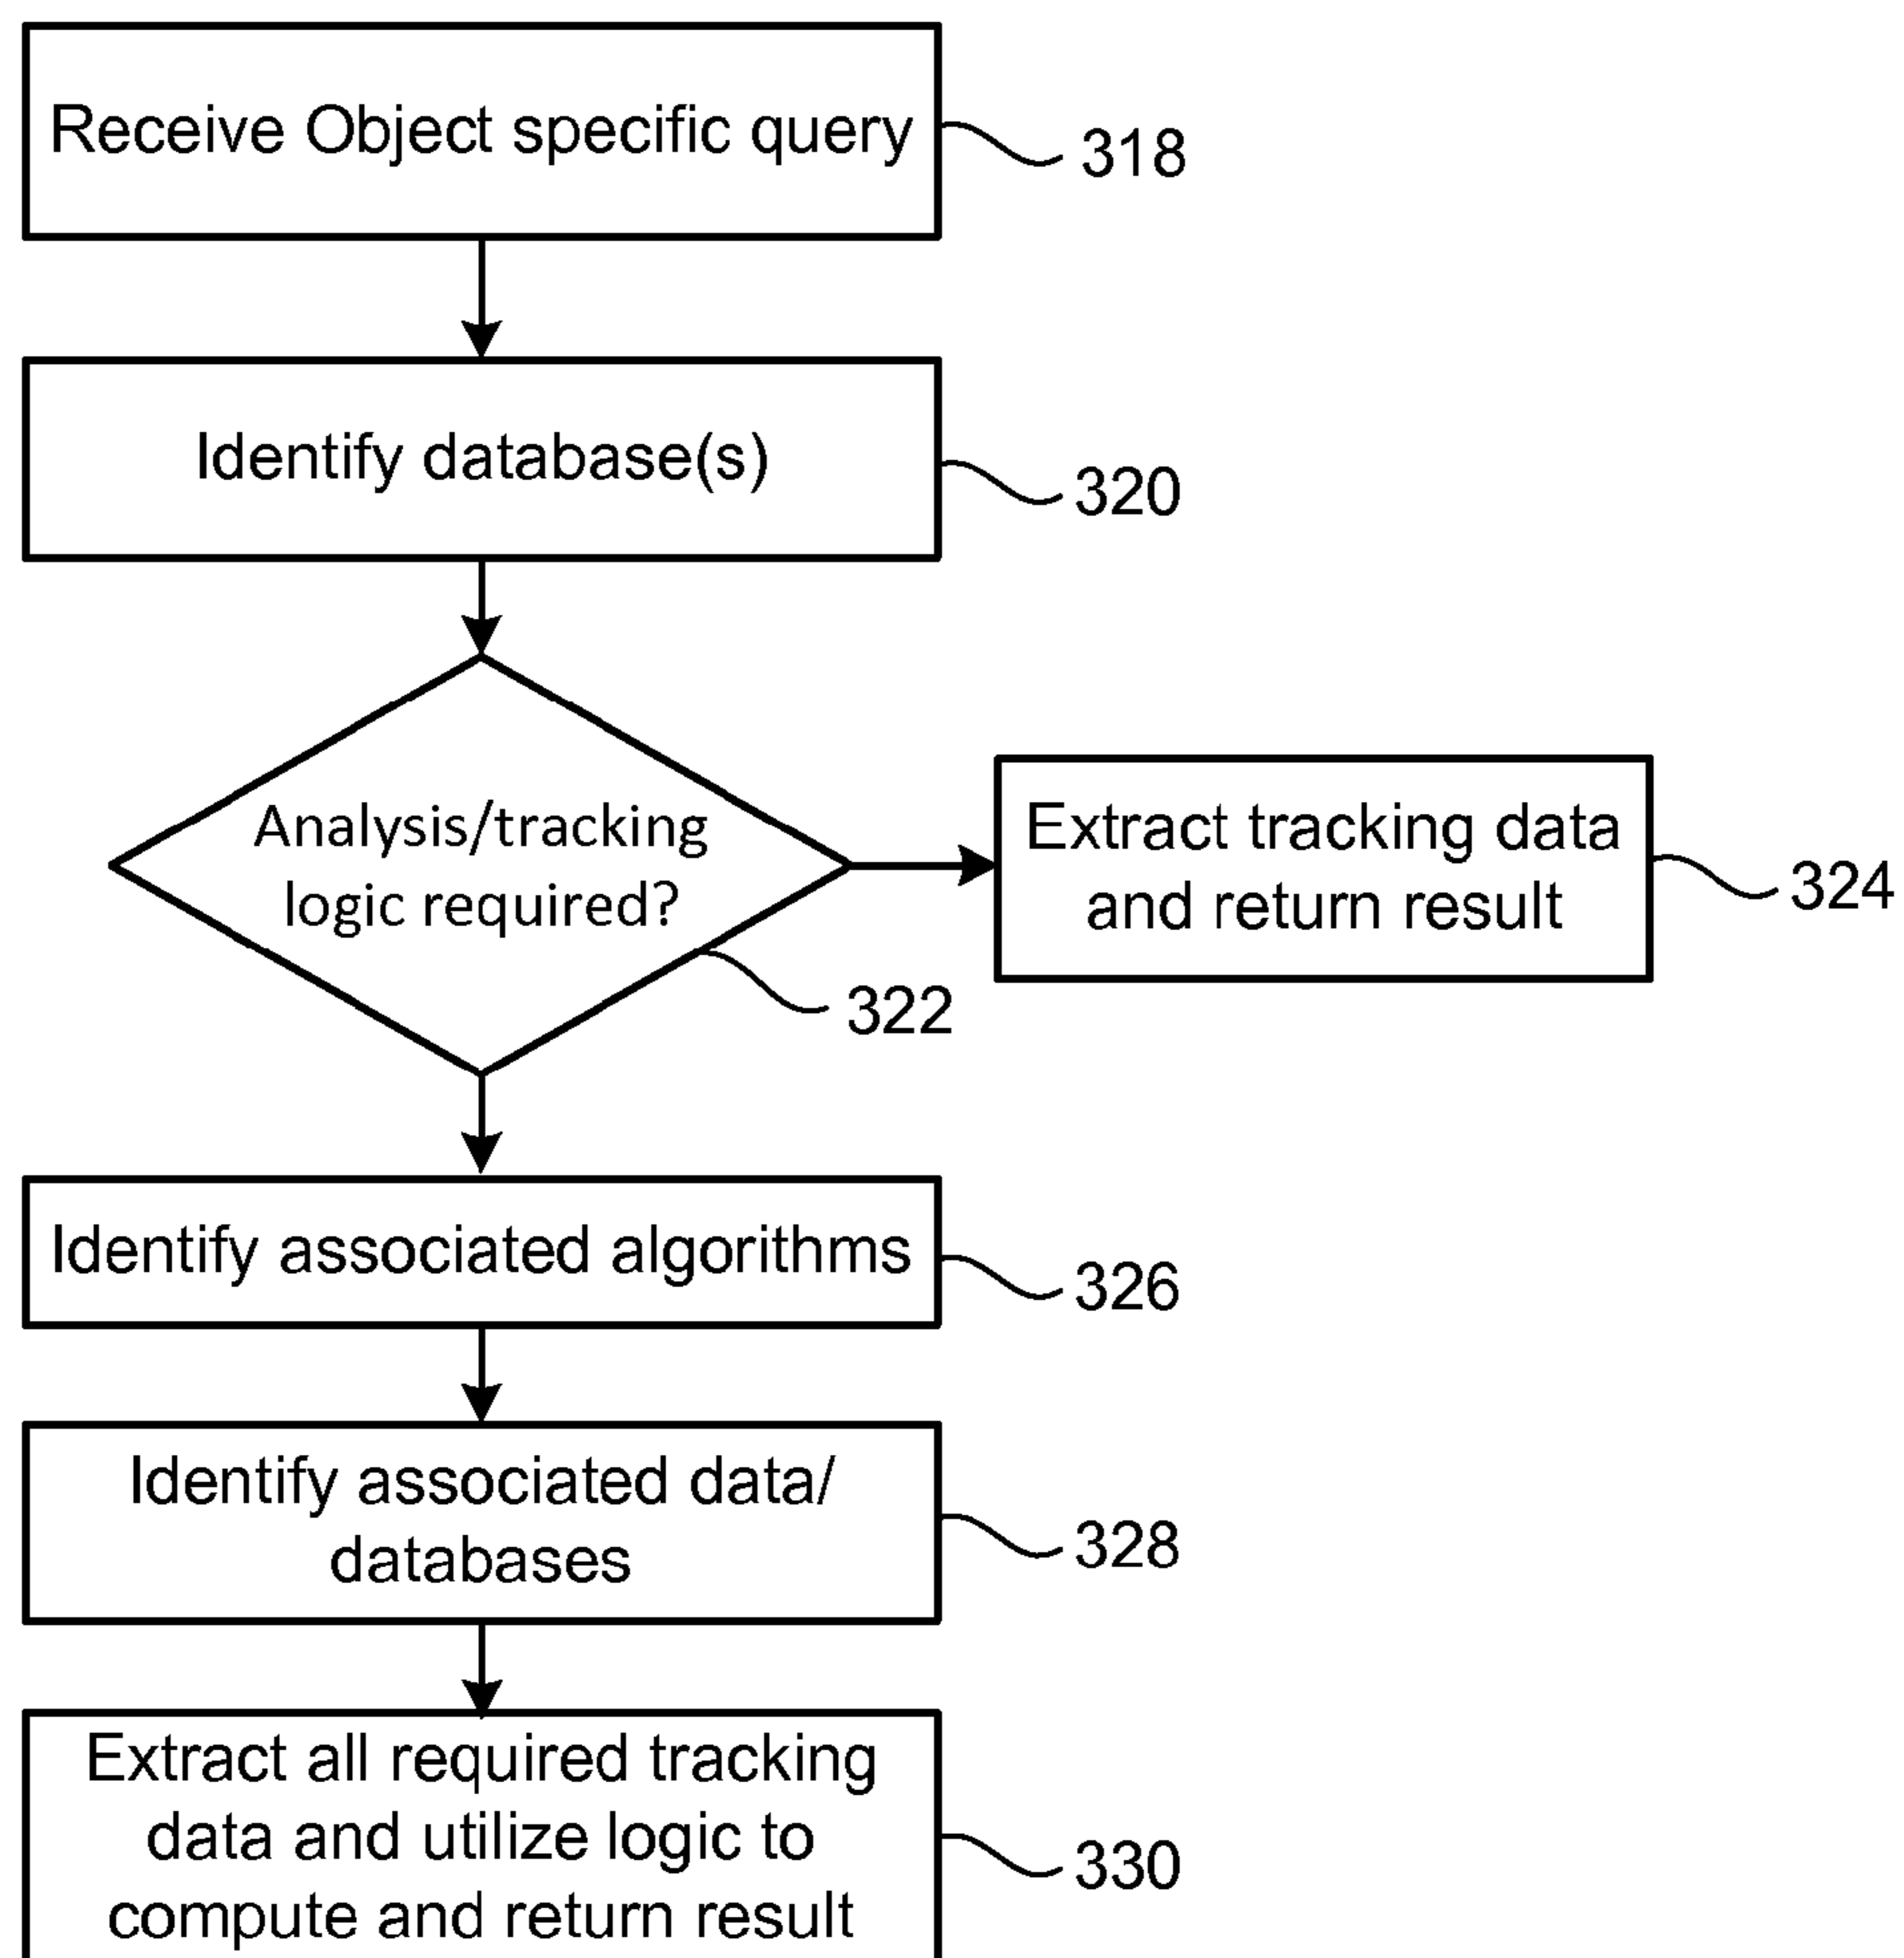 Receive Object specific query
318
Identify database(s)
320
Analysis/tracking
logic required?
322
Extract tracking data
and return result
324
Identify associated algorithms
326
Identify associated data/
databases
328
Extract all required tracking
data and utilize logic to
compute and return result
330